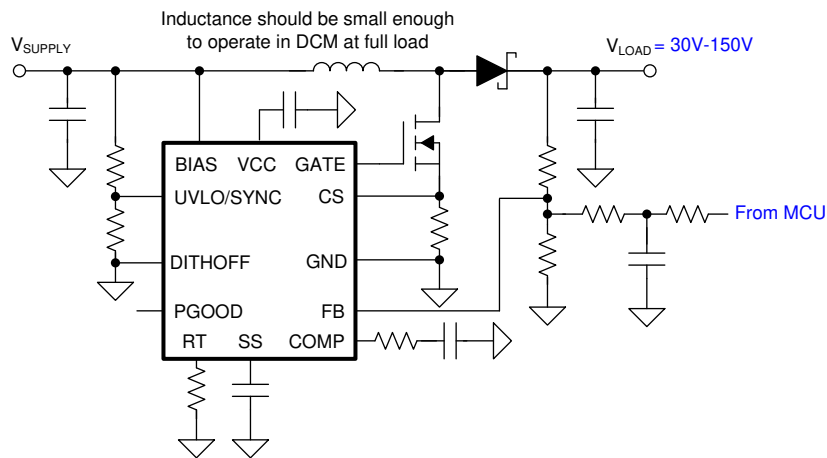 Inductance should be small enough
to operate in DCM at full load
VSUPPLY
VLOAD = 30V-150V
BIAS VCC GATE
UVLO/SYNC CS
From MCU
DITHOFF GND
PGOOD FB
RT SS COMP